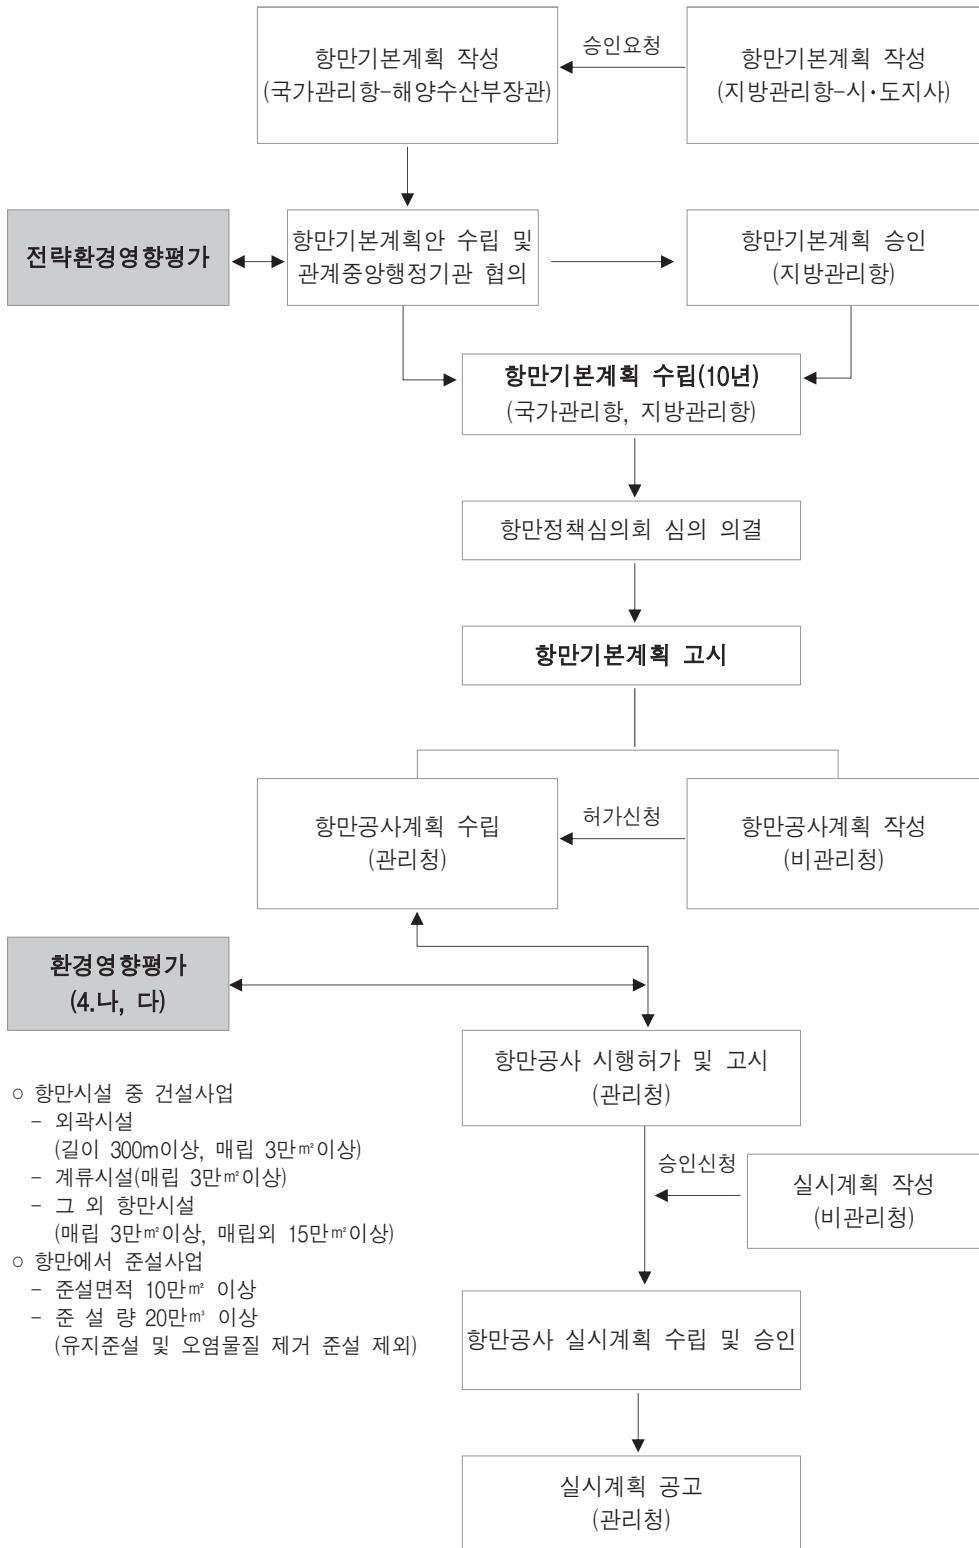 항만기본계획 작성
(국가관리항-해양수산부장관)
승인요청
항만기본계획 작성
(지방관리항-시·도지사)
전략환경영향평가
항만기본계획안 수립 및
관계중앙행정기관 협의
항만기본계획 승인
(지방관리항)
항만기본계획 수립(10년)
(국가관리항, 지방관리항)
항만정책심의회 심의 의결
항만기본계획 고시
항만공사계획 수립
(관리청)
허가신청
항만공사계획 작성
(비관리청)
환경영향평가
(4.나, 다)
항만공사 시행허가 및 고시
(관리청)
○ 항만시설 중 건설사업
- 외곽시설
(길이 300m이상, 매립 3만㎡이상)
- 계류시설(매립 3만㎡이상)
- 그 외 항만시설
(매립 3만㎡이상, 매립외 15만㎡이상)
○ 항만에서 준설사업
- 준설면적 10만㎡ 이상
- 준 설 량 20만㎥ 이상
(유지준설 및 오염물질 제거 준설 제외)
승인신청
실시계획 작성
(비관리청)
항만공사 실시계획 수립 및 승인
실시계획 공고
(관리청)